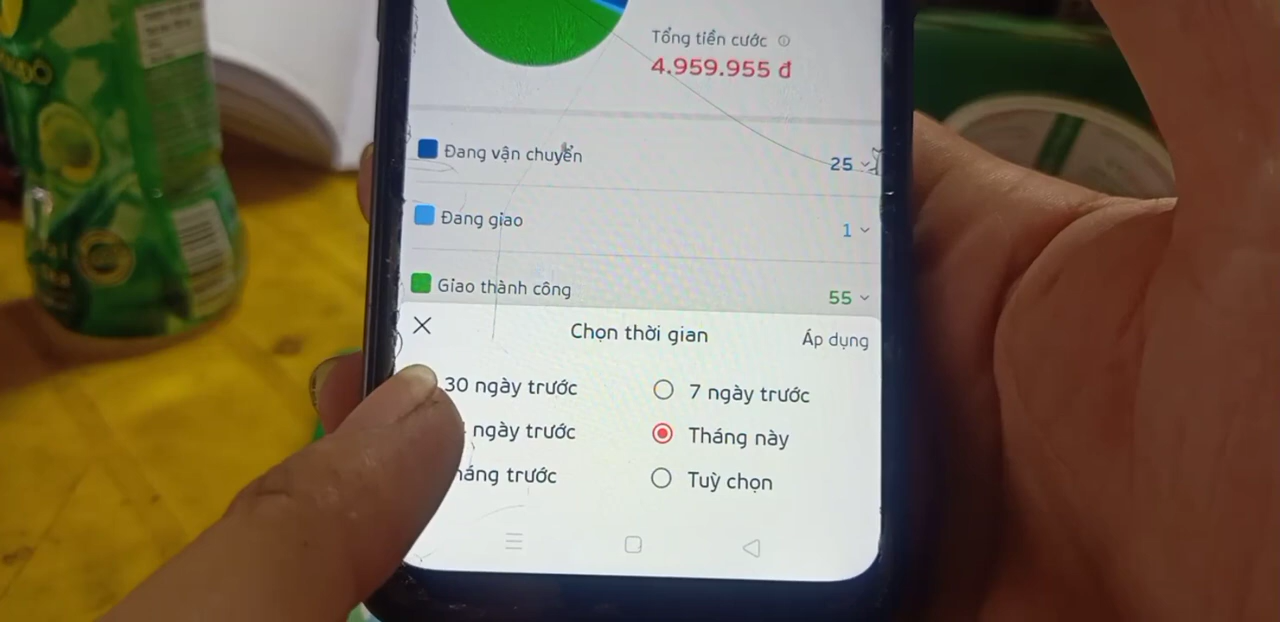 Tổng tiền cước
4.959.955 đ
Đang vận chuyển 25
Đang giao 1
Giao thành công 55
Chọn thời gian Áp dụng
30 ngày trước 7 ngày trước
ngày trước Tháng này
trước Tuỳ chọn